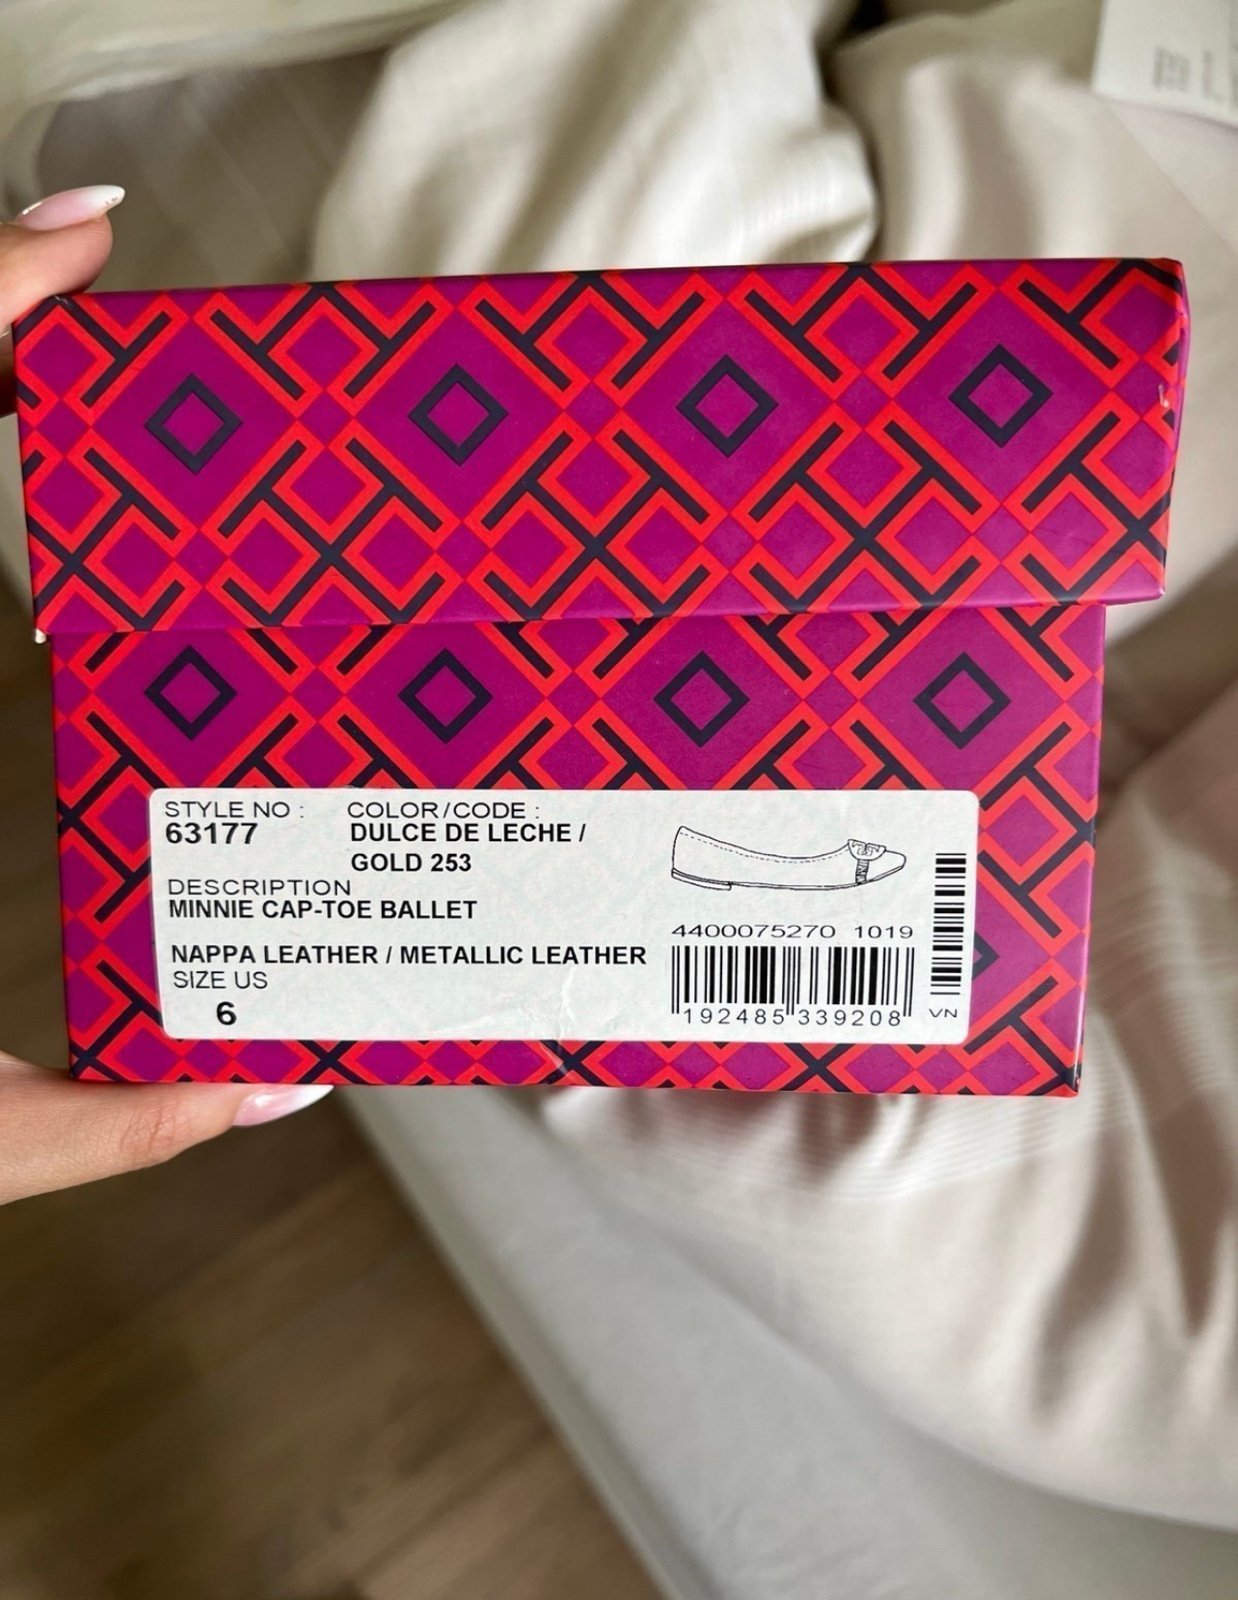 STYLE NO : COLOR/CODE :
63177 DULCE DE LECHE /
GOLD 253
DESCRIPTION
MINNIE CAP-TOE BALLET
NAPPA LEATHER / METALLIC LEATHER
SIZE US
6
4400075270 1019
192485 339208
VN